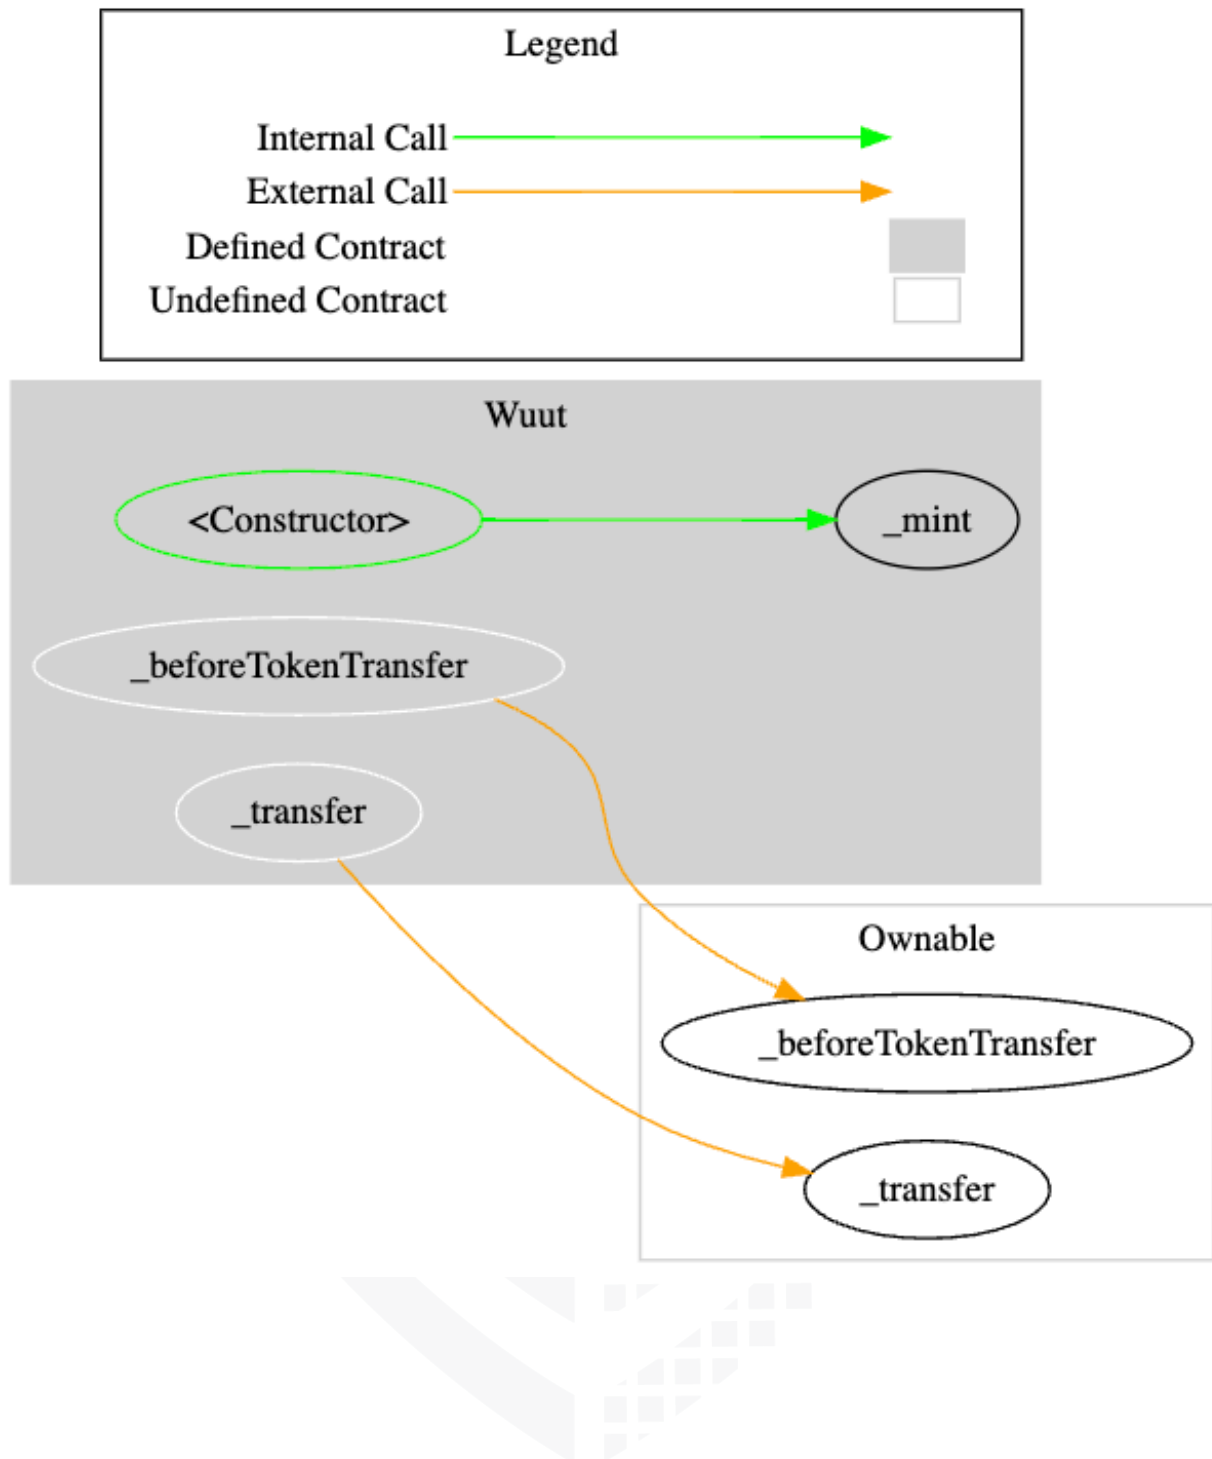 Legend
Internal Call
External Call
Defined Contract
Undefined Contract
Wuut
<Constructor>
_mint
_beforeTokenTransfer
_transfer
Ownable
_beforeTokenTransfer
_transfer